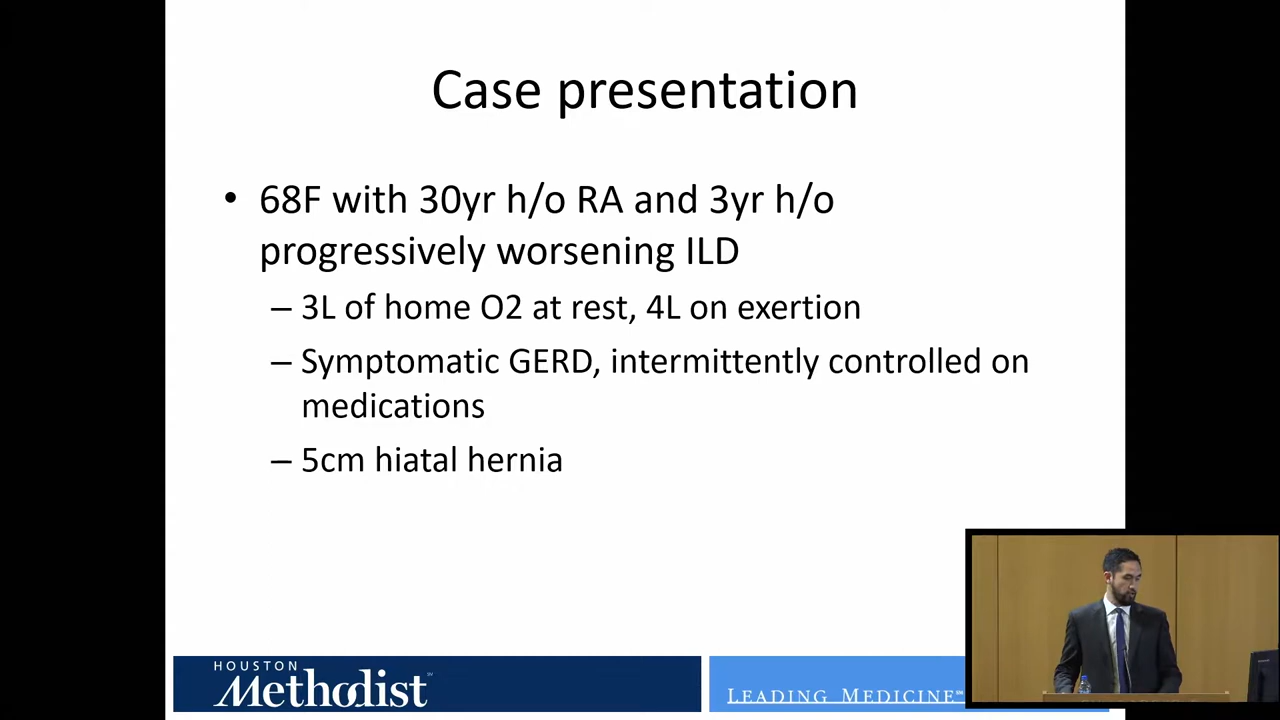 Case presentation
• 68F with 30yr h/o RA and 3yr h/o
progressively worsening ILD
– 3L of home O2 at rest, 4L on exertion
– Symptomatic GERD, intermittently controlled on
medications
– 5cm hiatal hernia
HOUSTON
Methodist
LEADING MEDICINE℠